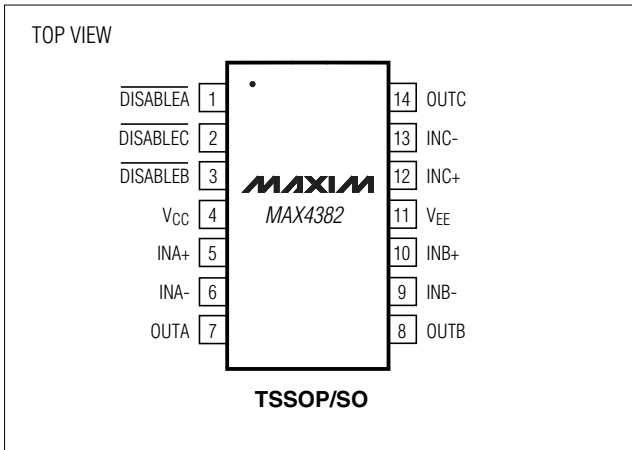 TOP VIEW
DISABLEA 1
DISABLEC 2
DISABLEB 3
VCC 4
INA+ 5
INA- 6
OUTA 7
MAXIM
MAX4382
14 OUTC
13 INC-
12 INC+
11 VEE
10 INB+
9 INB-
8 OUTB
TSSOP/SO